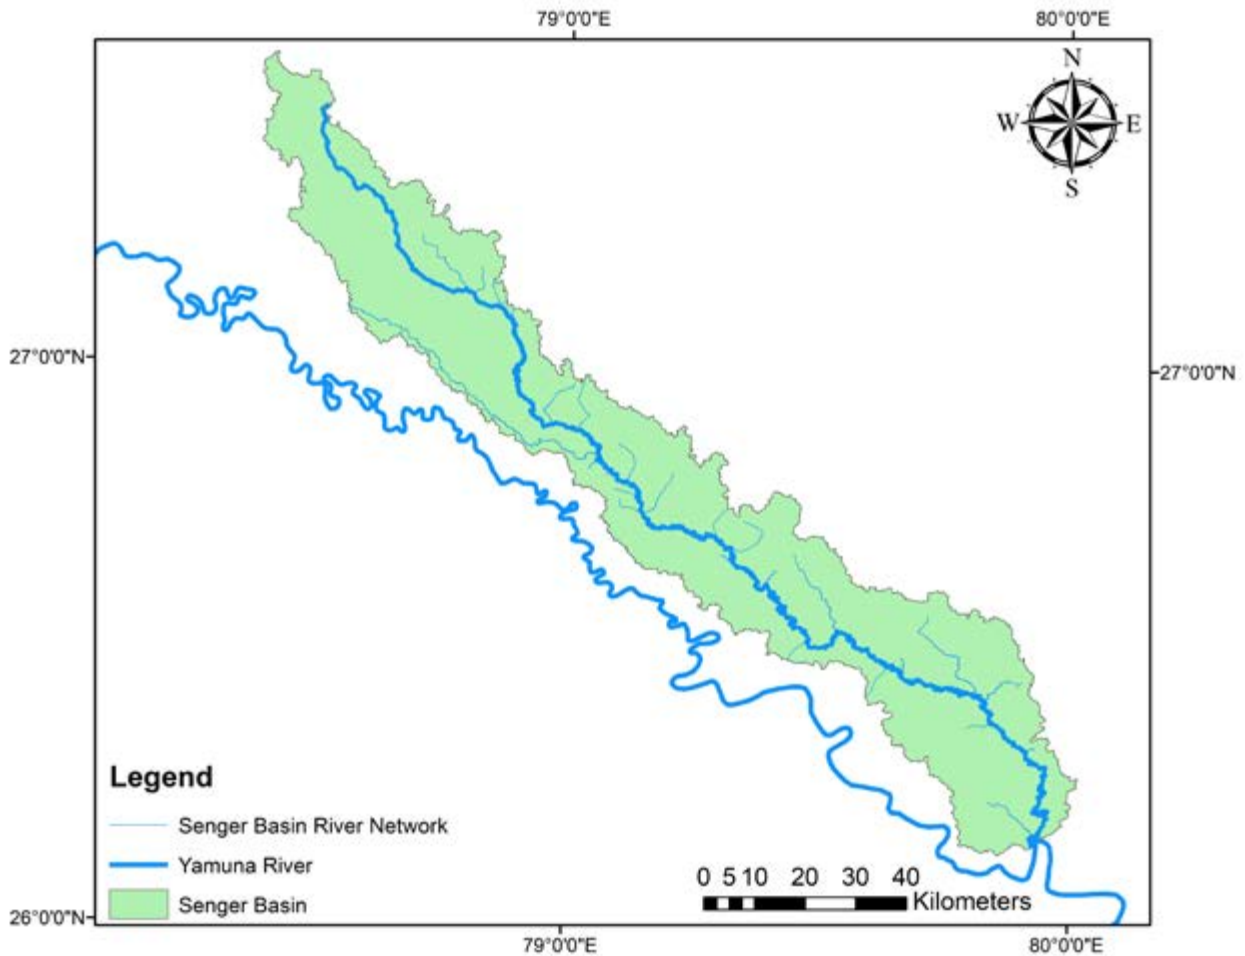 79°0'0"E 80°0'0"E
N
W E
S
27°0'0"N
27°0'0"N
Legend
Senger Basin River Network
Yamuna River
Senger Basin
0 5 10 20 30 40
Kilometers
26°0'0"N
79°0'0"E 80°0'0"E